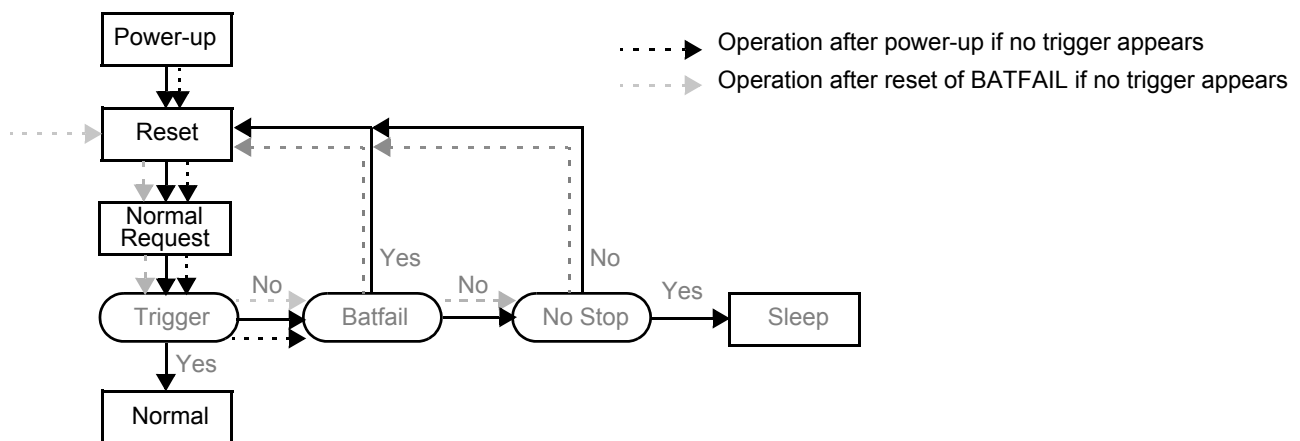 Power-up
Operation after power-up if no trigger appears
Operation after reset of BATFAIL if no trigger appears
Reset
Normal
Request
Yes
No
No
No
Yes
Trigger
Batfail
No Stop
Sleep
Yes
Normal